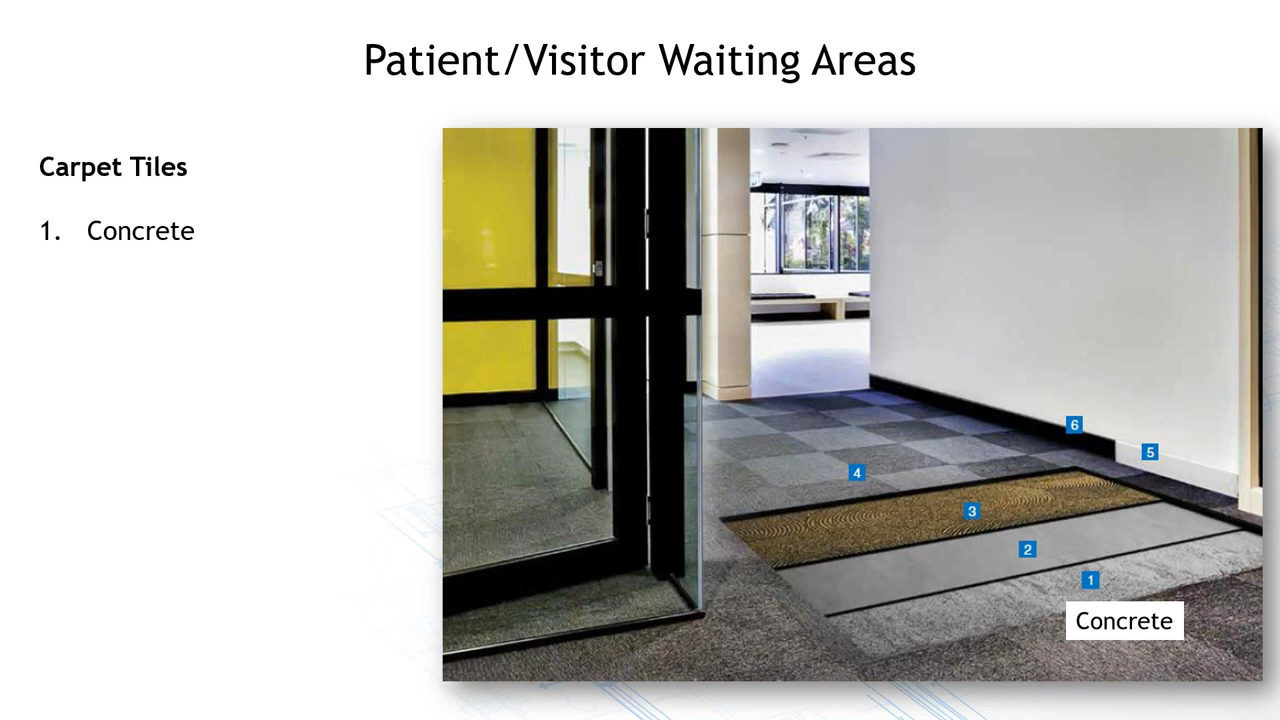 Patient/Visitor Waiting Areas
Carpet Tiles
1. Concrete
6
5
4
3
2
1
Concrete